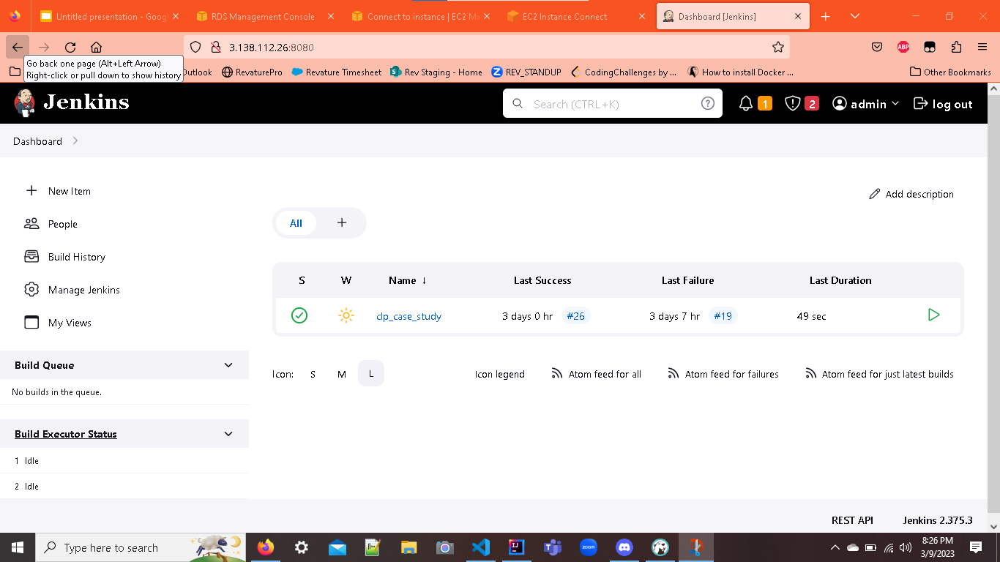 Untitled presentation - Googl
RDS Management Console
Connect to instance | EC2 Ma
EC2 Instance Connect
Dashboard [Jenkins]
3.138.112.26:8080
ABP
Go back one page (Alt+Left Arrow)
Right-click or pull down to show history
Outlook
RevaturePro
Revature Timesheet
Rev Staging - Home
REV_STANDUP
CodingChallenges by ...
How to install Docker ...
Other Bookmarks
Jenkins
Search (CTRL+K)
1
2
admin
log out
Dashboard
New Item
People
Build History
Manage Jenkins
My Views
Build Queue
No builds in the queue.
Build Executor Status
1 Idle
2 Idle
Add description
All +
S W Name ↓ Last Success Last Failure Last Duration
clp_case_study 3 days 0 hr #26 3 days 7 hr #19 49 sec
Icon: S M L
Icon legend
Atom feed for all
Atom feed for failures
Atom feed for just latest builds
REST API
Jenkins 2.375.3
Type here to search
zoom
8:26 PM
3/9/2023